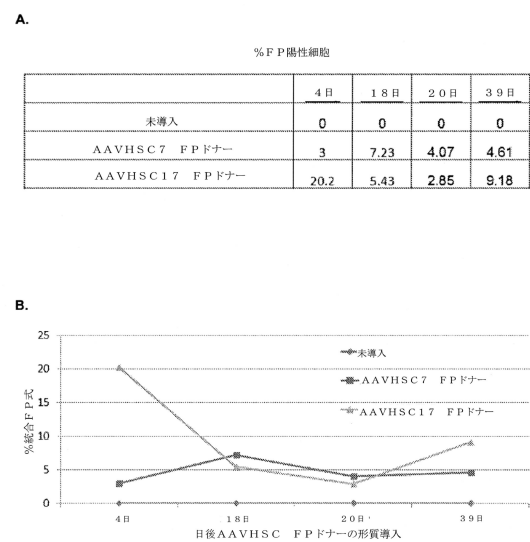 A.
%FP陽性細胞
4日 18日 20日 39日
未導入 0 0 0 0
AAVHSC7 FPドナー 3 7.23 4.07 4.61
AAVHSC17 FPドナー 20.2 5.43 2.85 9.18
B.
25
20
15
10
5
0
%統合FP式
未導入
AAVHSC7 FPドナー
AAVHSC17 FPドナー
4日 18日 20日 39日
日後AAVHSC FPドナーの形質導入